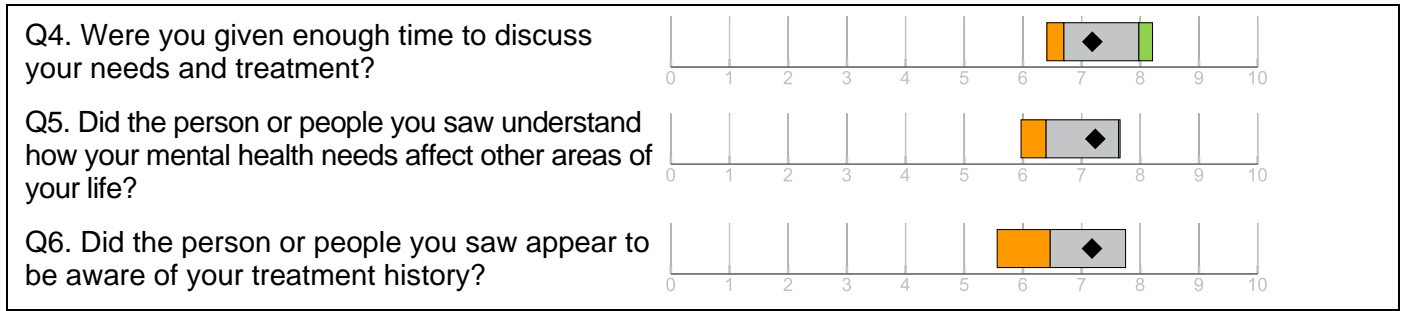 Q4. Were you given enough time to discuss
your needs and treatment?
0 1 2 3 4 5 6 7 8 9 10
Q5. Did the person or people you saw understand
how your mental health needs affect other areas of
your life?
0 1 2 3 4 5 6 7 8 9 10
Q6. Did the person or people you saw appear to
be aware of your treatment history?
0 1 2 3 4 5 6 7 8 9 10